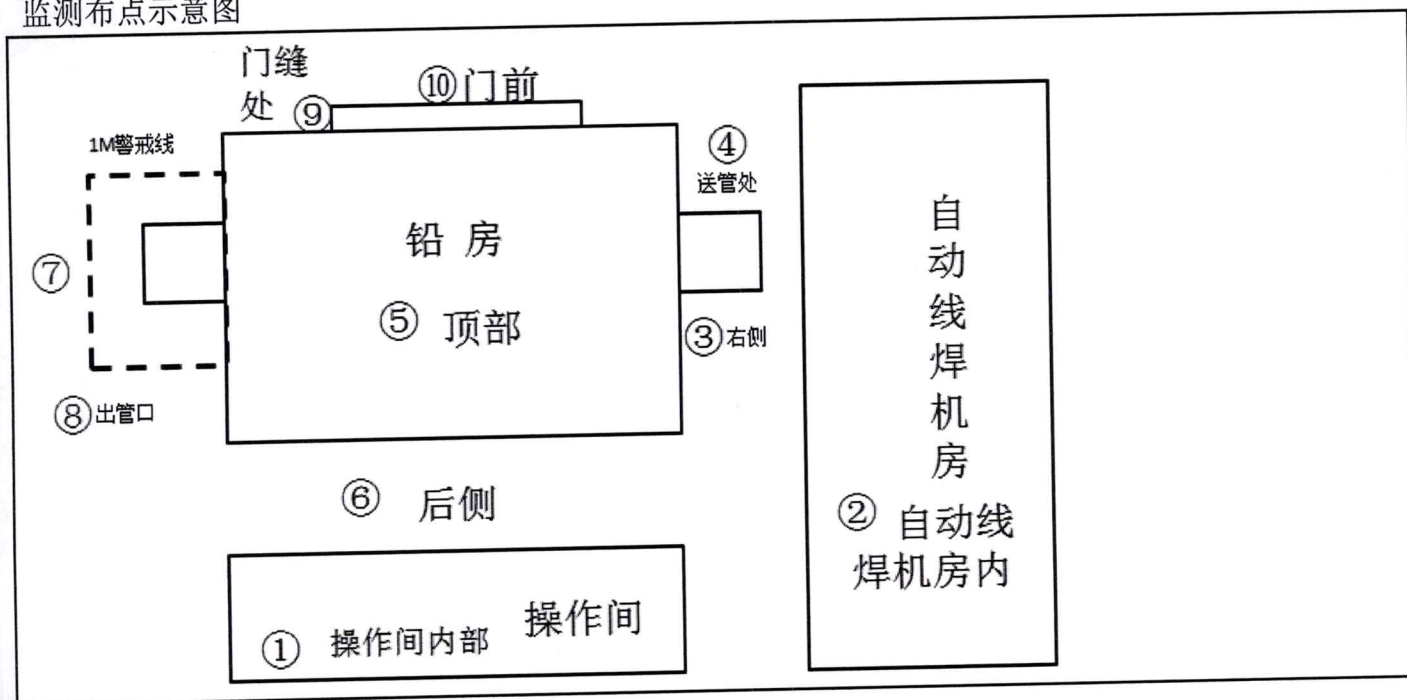 监测布点示意图
门缝
处 ⑨
⑩门前
1M警戒线
④
送管处
铅 房
⑦
⑤ 顶部
③右侧
⑧出管口
⑥ 后侧
自
动
线
焊
机
房
② 自动线
焊机房内
操作间
① 操作间内部